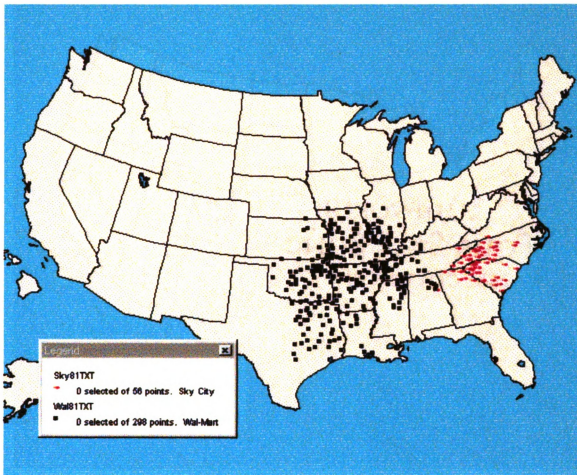 Legend
Sky81TXT
0 selected of 56 points. Sky City
Wal81TXT
0 selected of 298 points. Wal-Mart